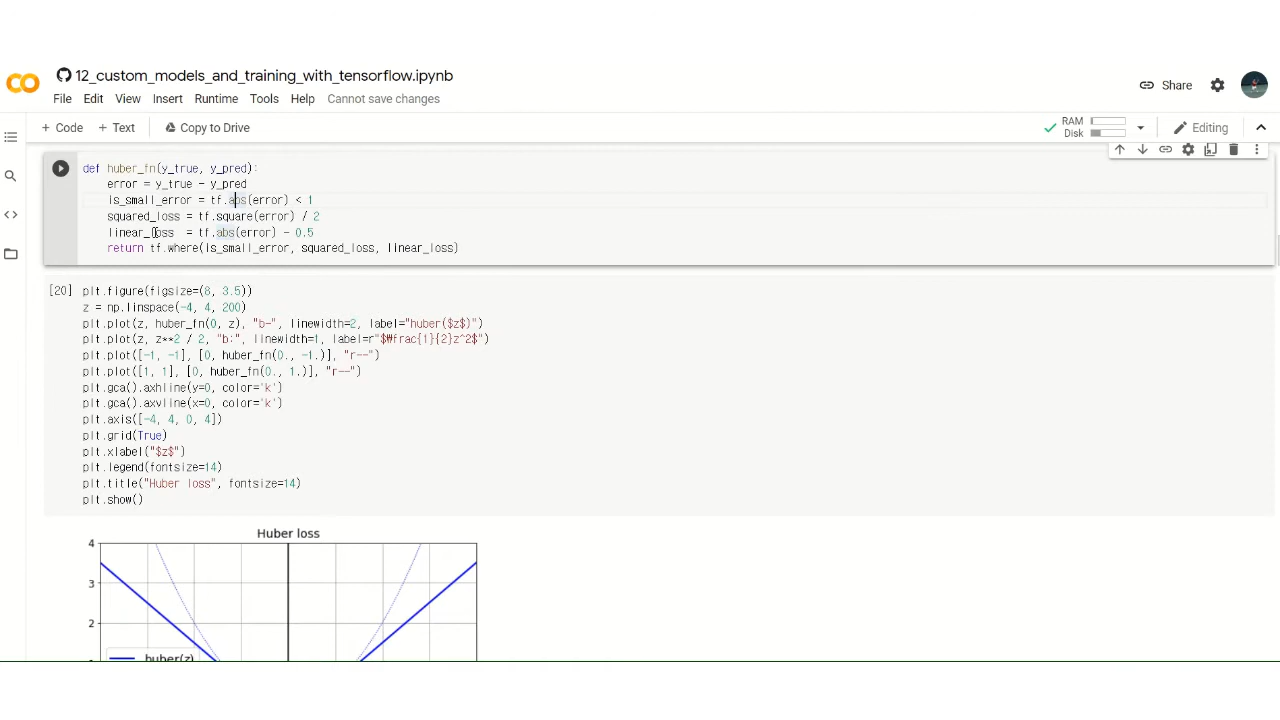 12_custom_models_and_training_with_tensorflow.ipynb
Share
File Edit View Insert Runtime Tools Help Cannot save changes
+ Code + Text Copy to Drive
RAM
Disk
Editing
def huber_fn(y_true, y_pred):
error = y_true - y_pred
is_small_error = tf.abs(error) < 1
squared_loss = tf.square(error) / 2
linear_loss = tf.abs(error) - 0.5
return tf.where(is_small_error, squared_loss, linear_loss)
[20] plt.figure(figsize=(8, 3.5))
z = np.linspace(-4, 4, 200)
plt.plot(z, huber_fn(0, z), "b-", linewidth=2, label="huber($z$)")
plt.plot(z, z**2 / 2, "b:", linewidth=1, label=r"$₩frac{1}{2}z^2$")
plt.plot([-1, -1], [0, huber_fn(0., -1.)], "r--")
plt.plot([1, 1], [0, huber_fn(0., 1.)], "r--")
plt.gca().axhline(y=0, color='k')
plt.gca().axvline(x=0, color='k')
plt.axis([-4, 4, 0, 4])
plt.grid(True)
plt.xlabel("$z$")
plt.legend(fontsize=14)
plt.title("Huber loss", fontsize=14)
plt.show()
Huber loss
4
3
2
huber(z)